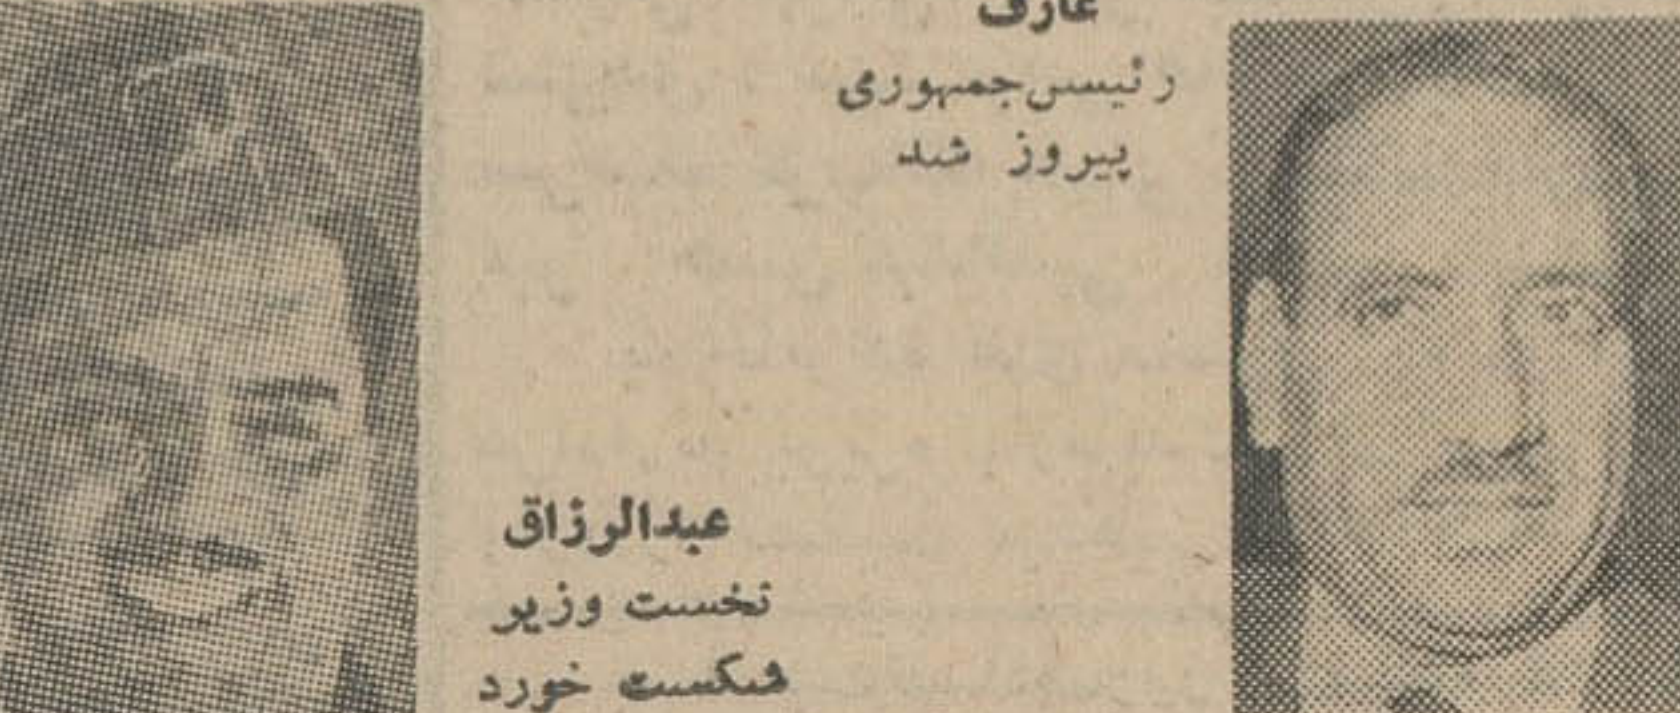 عارف
رئیس‌جمهوری
پیروز شد
عبدالرزاق
نخست وزیر
شکست خورد